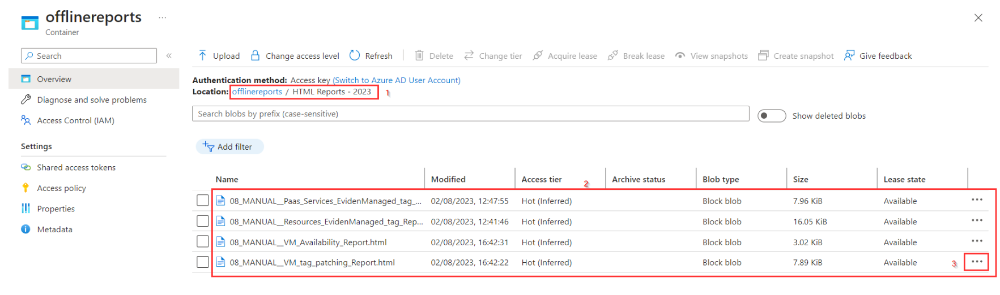 offlinereports ...
Container
Search «
Upload Change access level Refresh Delete Change tier Acquire lease Break lease View snapshots Create snapshot Give feedback
Overview
Diagnose and solve problems
Access Control (IAM)
Settings
Shared access tokens
Access policy
Properties
Metadata
Authentication method: Access key (Switch to Azure AD User Account)
Location: offlinereports / HTML Reports - 2023 1
Search blobs by prefix (case-sensitive) Show deleted blobs
Add filter
Name Modified Access tier 2 Archive status Blob type Size Lease state
08_MANUAL__Paas_Services_EvidenManaged_tag_... 02/08/2023, 12:47:55 Hot (Inferred) Block blob 7.96 KiB Available ...
08_MANUAL__Resources_EvidenManaged_tag_Rep... 02/08/2023, 12:41:46 Hot (Inferred) Block blob 16.05 KiB Available ...
08_MANUAL__VM_Availability_Report.html 02/08/2023, 16:42:31 Hot (Inferred) Block blob 3.02 KiB Available ...
08_MANUAL__VM_tag_patching_Report.html 02/08/2023, 16:42:22 Hot (Inferred) Block blob 7.89 KiB Available 3 ...